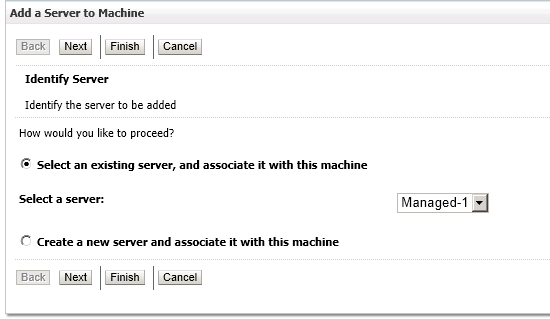 Add a Server to Machine
Back Next Finish Cancel
Identify Server
Identify the server to be added
How would you like to proceed?
Select an existing server, and associate it with this machine
Select a server: Managed-1
Create a new server and associate it with this machine
Back Next Finish Cancel